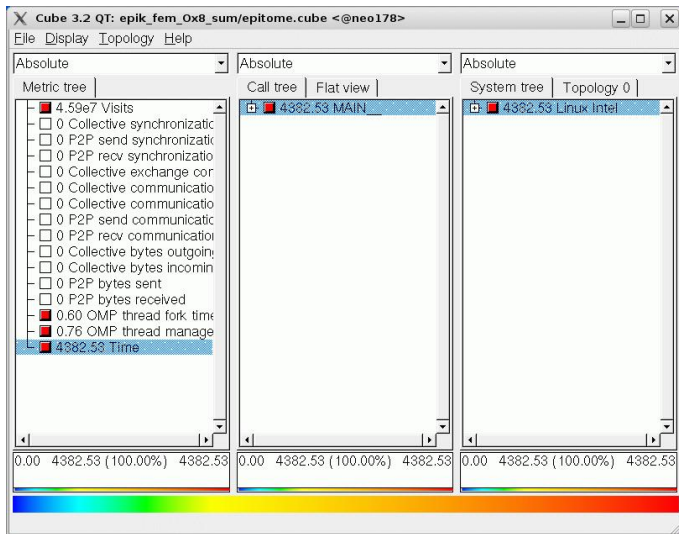 Cube 3.2 QT: epik_fem_Ox8_sum/epitome.cube <@neo178>
File Display Topology Help
Absolute
Absolute
Absolute
Metric tree
Call tree
Flat view
System tree
Topology 0
4.59e7 Visits
0 Collective synchronizatic
0 P2P send synchronizatic
0 P2P recv synchronizatio
0 Collective exchange cor
0 Collective communicatio
0 Collective communicatio
0 P2P send communicatic
0 P2P recv communicatior
0 Collective bytes outgoing
0 Collective bytes incomin
0 P2P bytes sent
0 P2P bytes received
0.60 OMP thread fork time
0.76 OMP thread manage
4382.53 Time
4382.53 MAIN__
4382.53 Linux Intel
0.00 4382.53 (100.00%) 4382.53
0.00 4382.53 (100.00%) 4382.53
0.00 4382.53 (100.00%) 4382.53